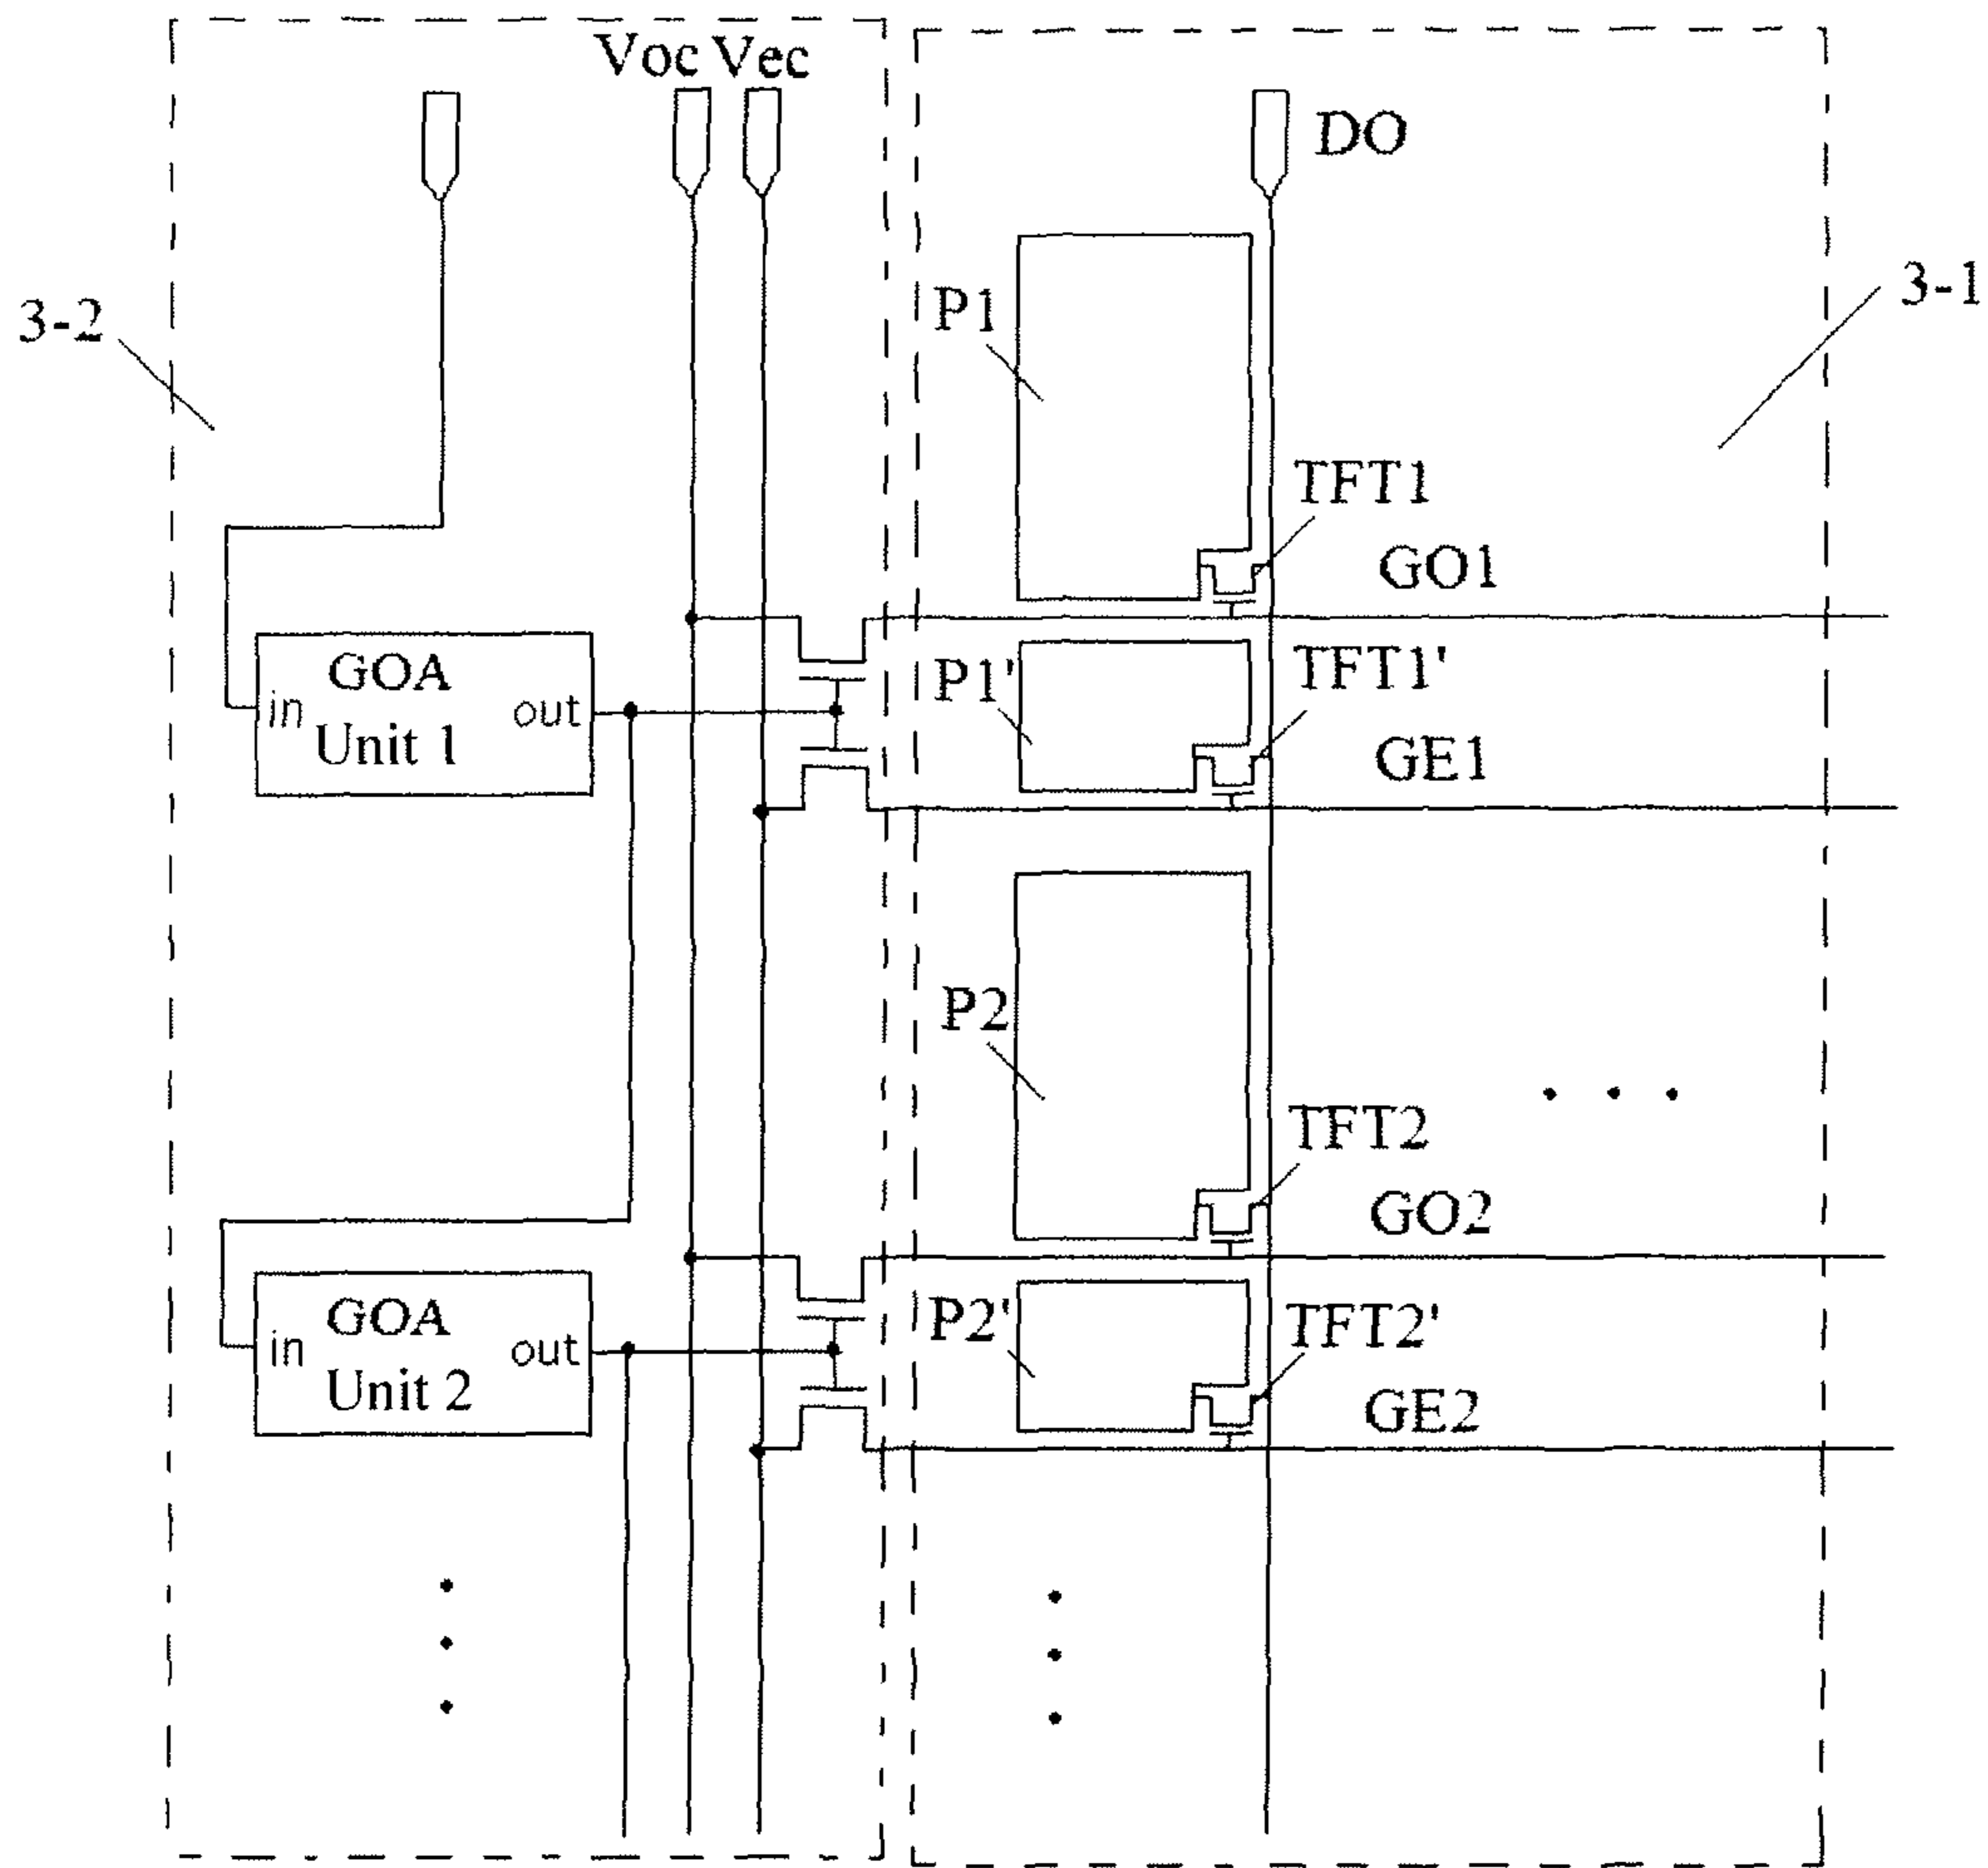 Voc Vec
DO
3-1
3-2
P1
TFT1
GO1
P1'
TFT1'
GOA
in out
Unit 1
GE1
P2
TFT2
GO2
P2'
TFT2'
GOA
in out
Unit 2
GE2